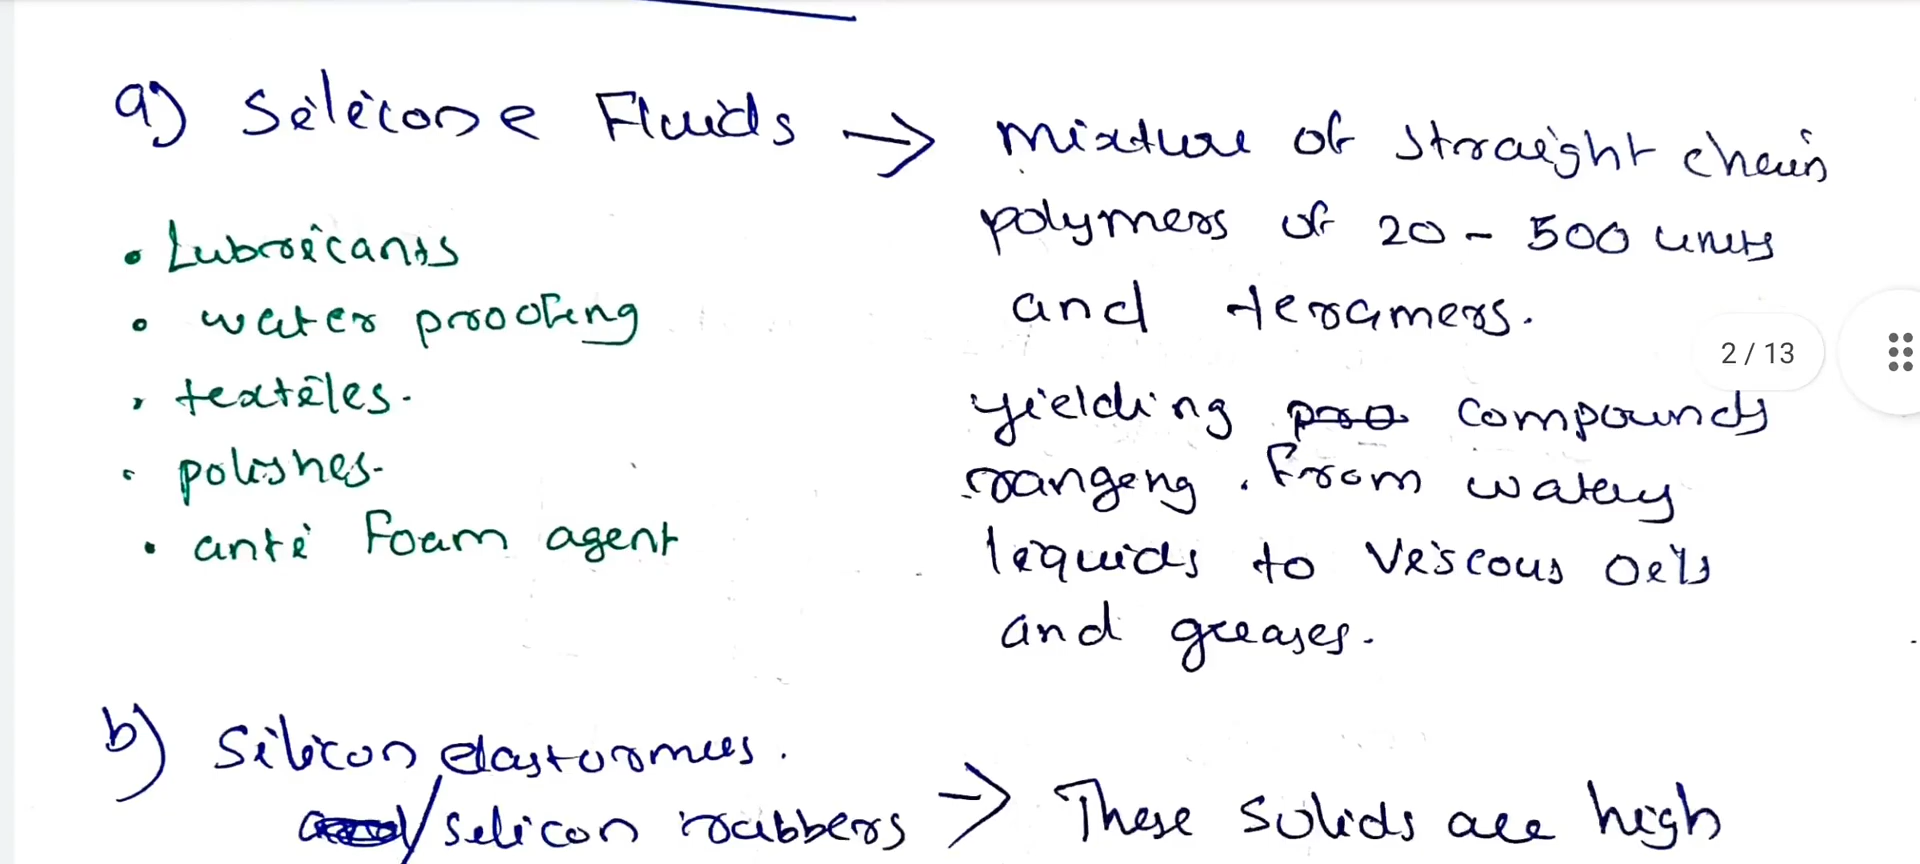 a) Silicone Fluids → Mixture of straight chain
polymers of 20 - 500 units
and teramers.
yielding compounds
ranging from watery
liquids to viscous oils
and greases.
• Lubricants
• water proofing
• textiles.
• polishes.
• anti foam agent
2 / 13
b) Silicon elastormers.
/ silicon rubbers → These solids are high